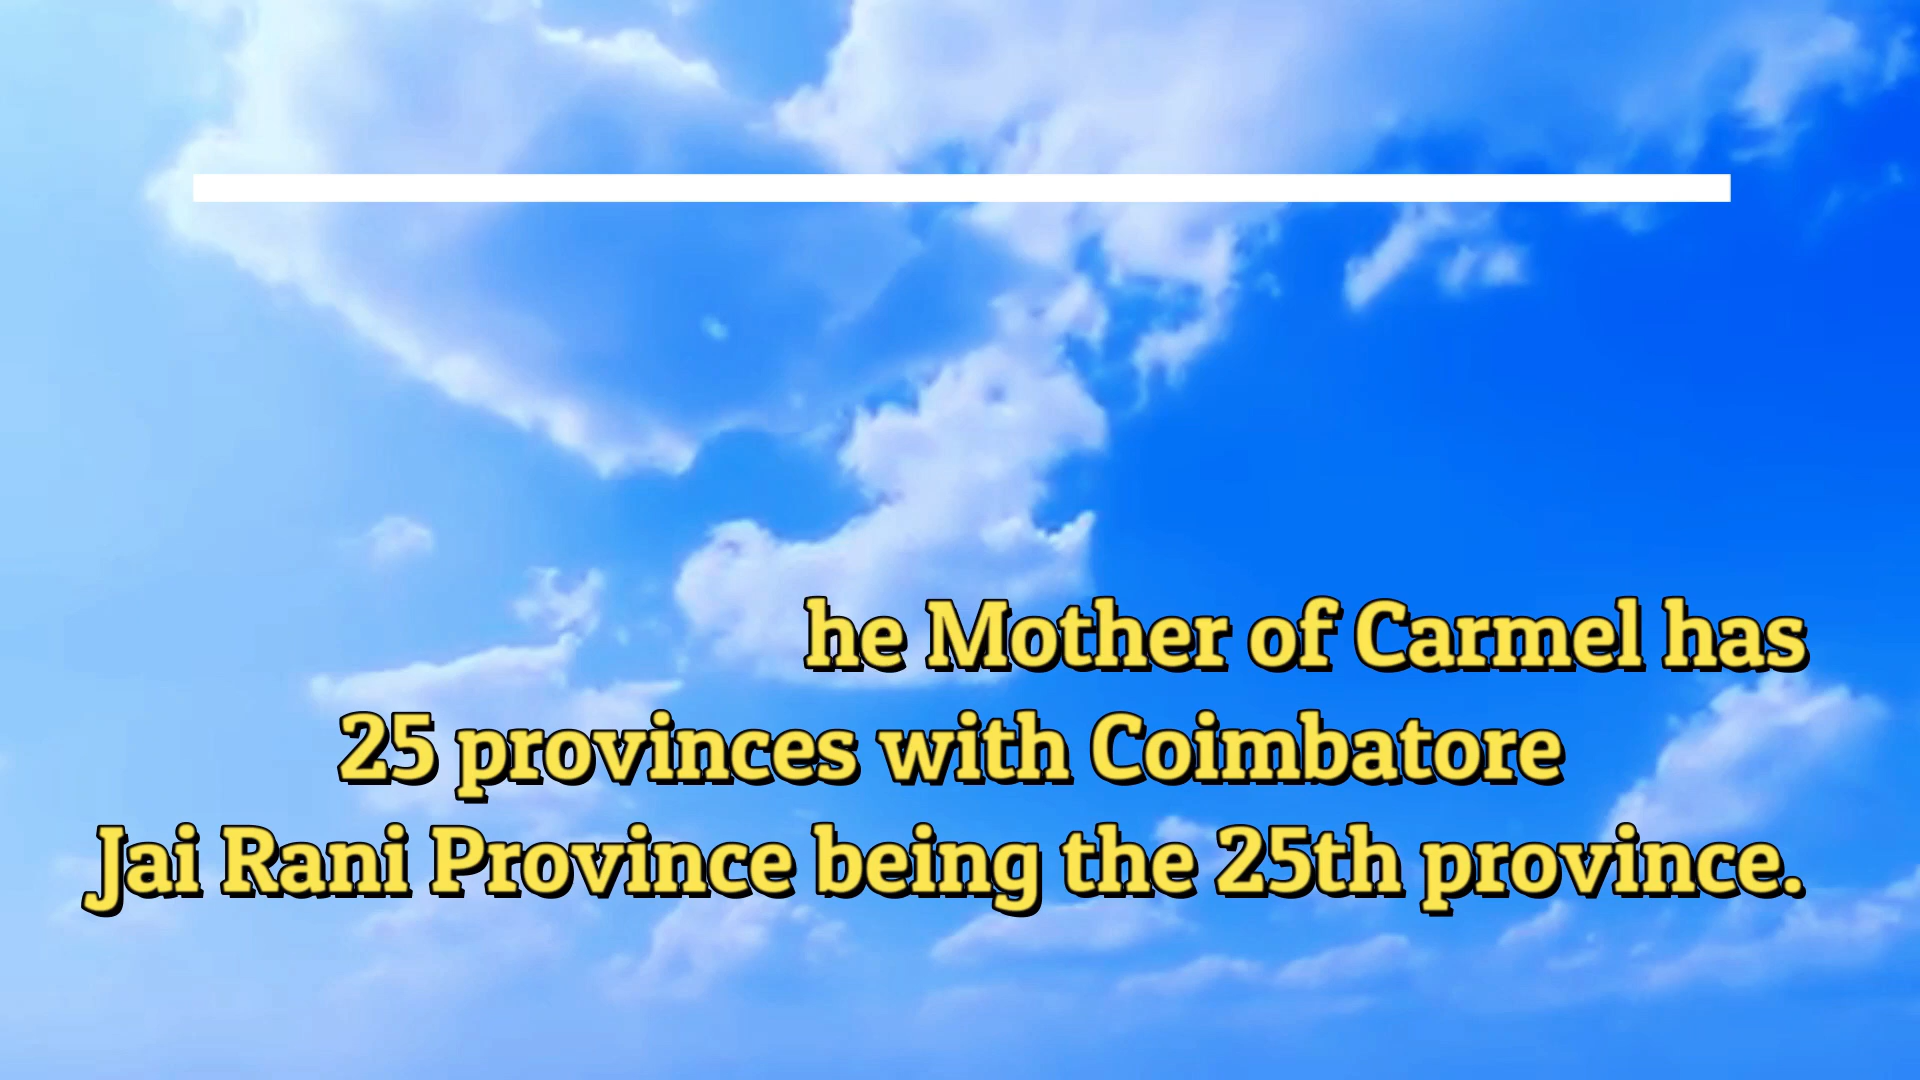 he Mother of Carmel has
25 provinces with Coimbatore
Jai Rani Province being the 25th province.